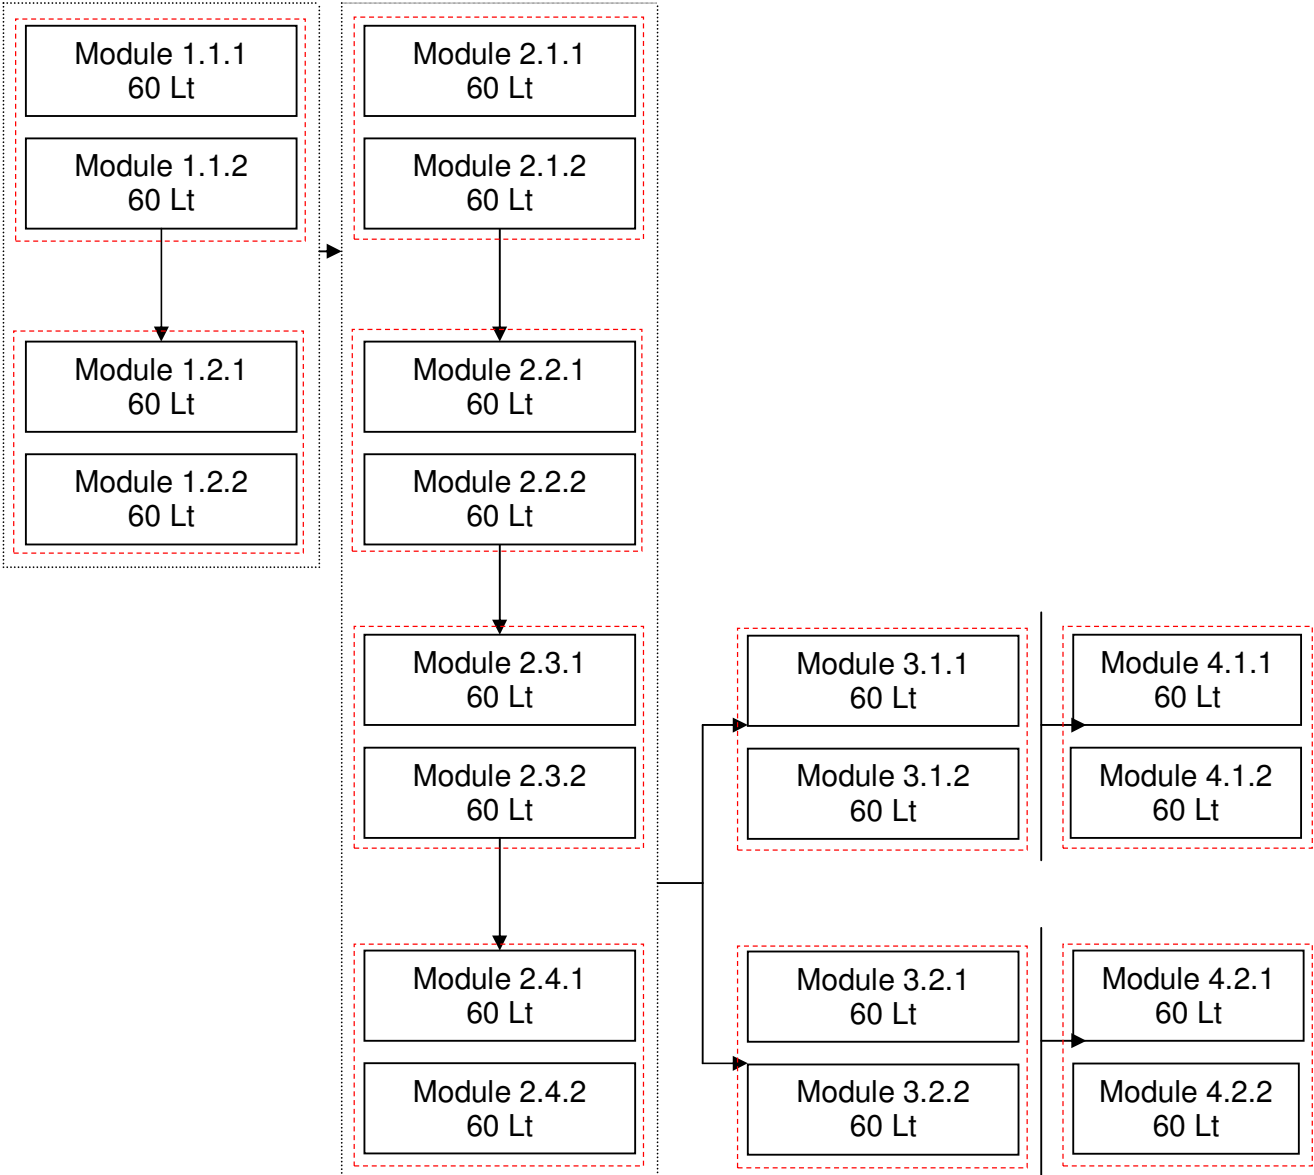 Module 1.1.1
60 Lt
Module 1.1.2
60 Lt
Module 1.2.1
60 Lt
Module 1.2.2
60 Lt
Module 2.1.1
60 Lt
Module 2.1.2
60 Lt
Module 2.2.1
60 Lt
Module 2.2.2
60 Lt
Module 2.3.1
60 Lt
Module 2.3.2
60 Lt
Module 2.4.1
60 Lt
Module 2.4.2
60 Lt
Module 3.1.1
60 Lt
Module 3.1.2
60 Lt
Module 3.2.1
60 Lt
Module 3.2.2
60 Lt
Module 4.1.1
60 Lt
Module 4.1.2
60 Lt
Module 4.2.1
60 Lt
Module 4.2.2
60 Lt